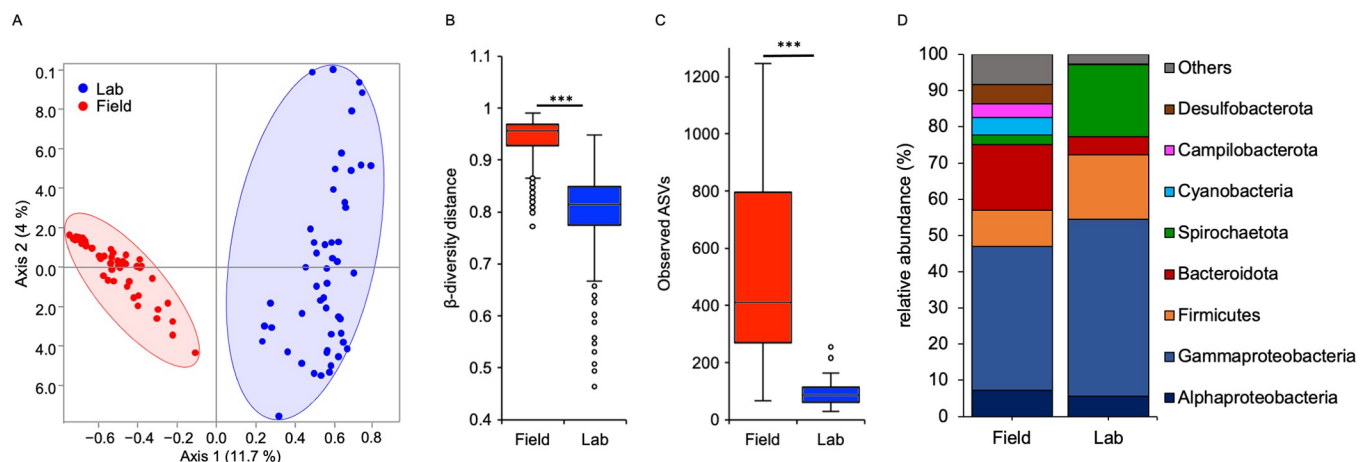 A
Lab
Field
0.1
8.0
6.0
4.0
2.0
0.0
2.0
4.0
6.0
Axis 2 (4 %)
−0.6
−0.4
−0.2
0.0
0.2
0.4
0.6
0.8
Axis 1 (11.7 %)
B
***
1.1
1
0.9
0.8
0.7
0.6
0.5
0.4
β-diversity distance
Field
Lab
C
***
1200
1000
800
600
400
200
0
Observed ASVs
Field
Lab
D
100
90
80
70
60
50
40
30
20
10
0
relative abundance (%)
Field
Lab
Others
Desulfobacterota
Campilobacterota
Cyanobacteria
Spirochaetota
Bacteroidota
Firmicutes
Gammaproteobacteria
Alphaproteobacteria